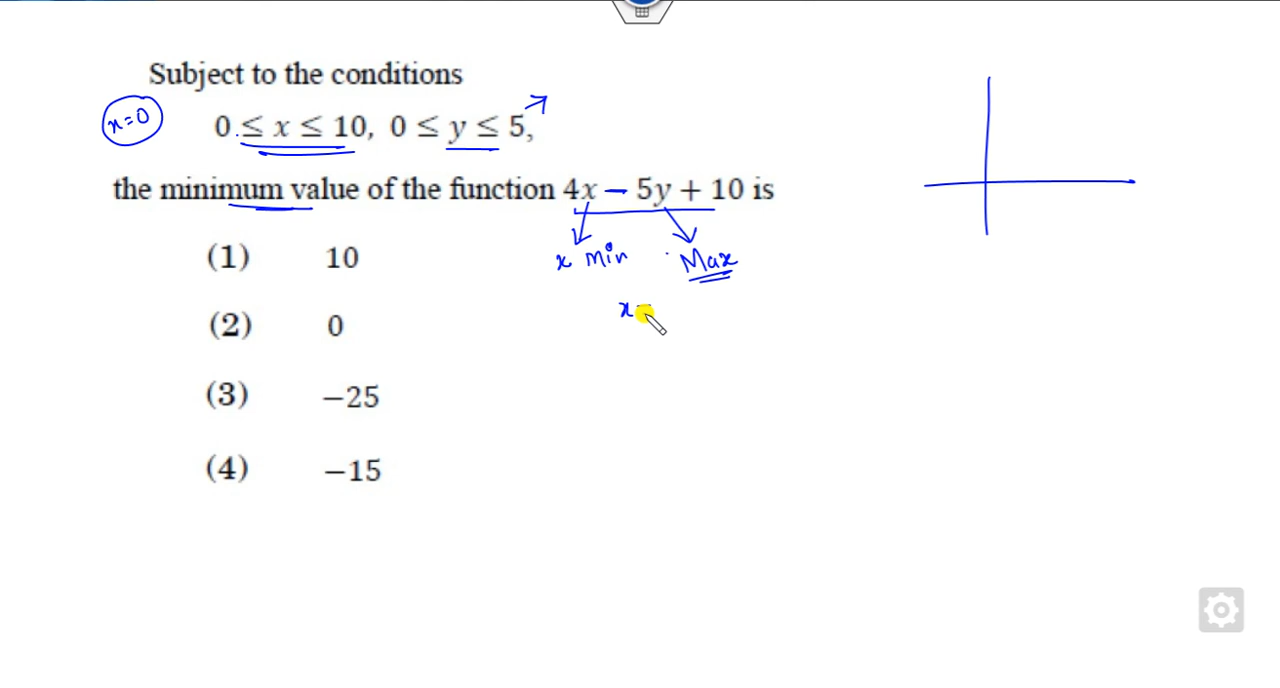 Subject to the conditions
x=0
0 ≤ x ≤ 10, 0 ≤ y ≤ 5,
the minimum value of the function 4x − 5y + 10 is
(1) 10
x min Max
(2) 0
x
(3) −25
(4) −15